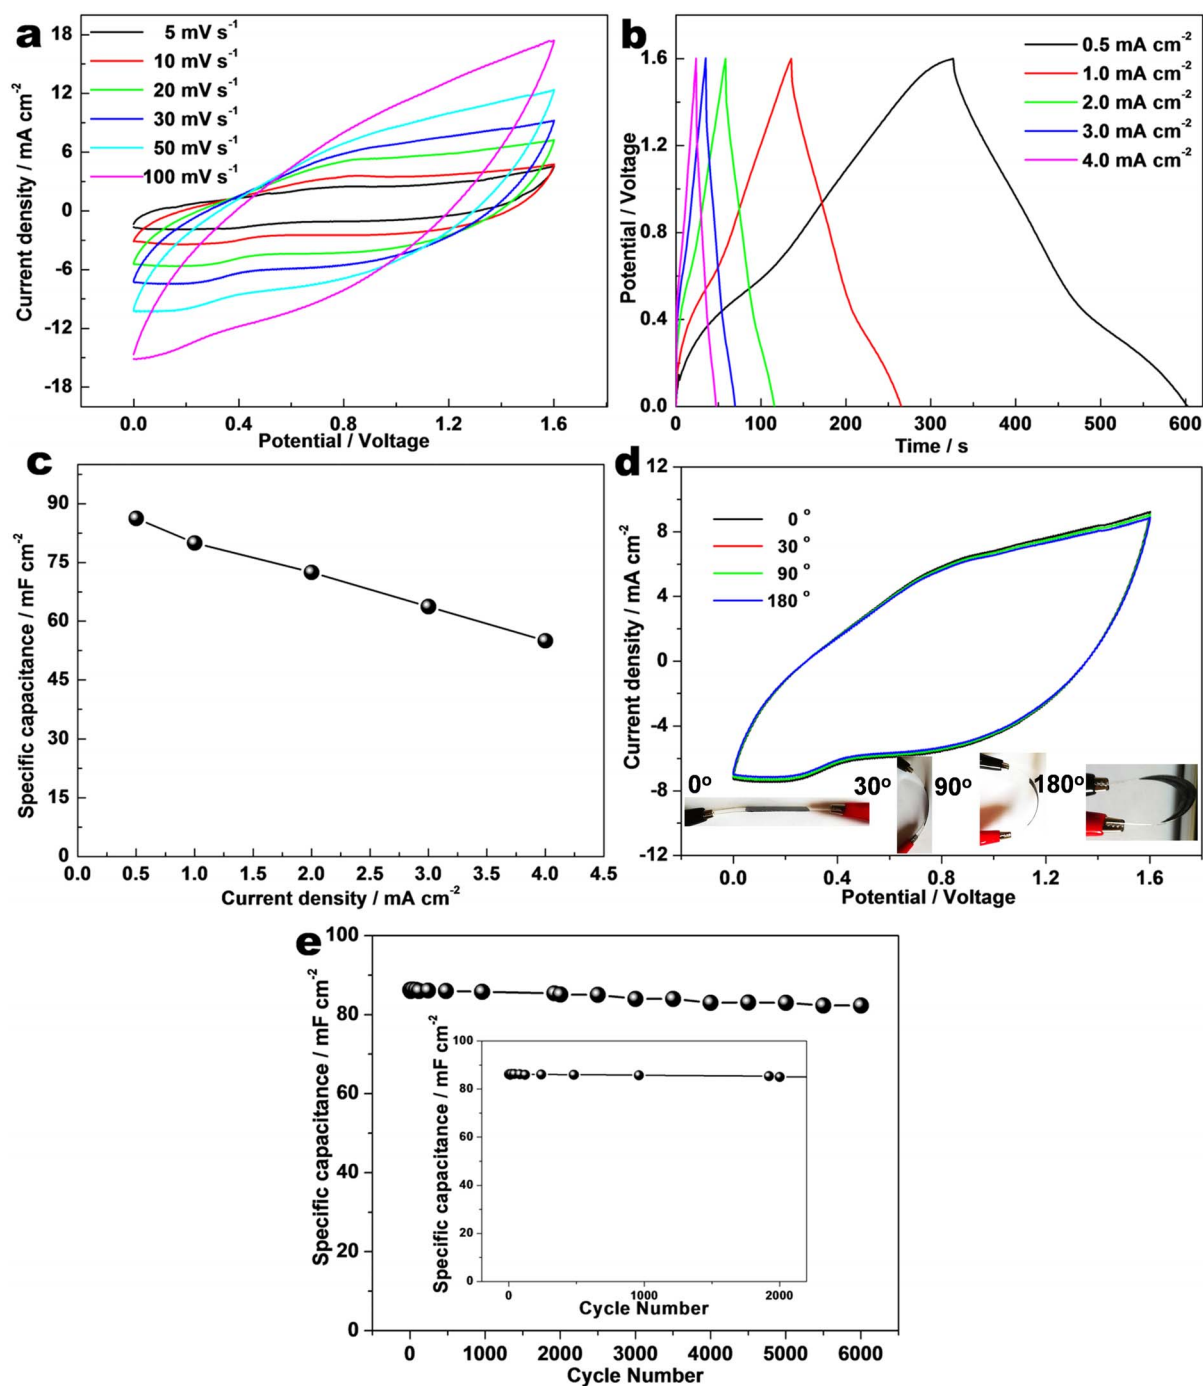 a
5 mV s⁻¹
10 mV s⁻¹
20 mV s⁻¹
30 mV s⁻¹
50 mV s⁻¹
100 mV s⁻¹
Current density / mA cm⁻²
18
12
6
0
-6
-12
-18
0.0 0.4 0.8 1.2 1.6
Potential / Voltage
b
0.5 mA cm⁻²
1.0 mA cm⁻²
2.0 mA cm⁻²
3.0 mA cm⁻²
4.0 mA cm⁻²
Potential / Voltage
1.6
1.2
0.8
0.4
0.0
0 100 200 300 400 500 600
Time / s
c
Specific capacitance / mF cm⁻²
90
75
60
45
30
15
0
0.0 0.5 1.0 1.5 2.0 2.5 3.0 3.5 4.0 4.5
Current density / mA cm⁻²
d
0 º
30 º
90 º
180 º
Current density / mA cm⁻²
12
8
4
0
-4
-8
-12
0º 30º 90º 180º
0.0 0.4 0.8 1.2 1.6
Potential / Voltage
e
Specific capacitance / mF cm⁻²
100
80
60
40
20
0
0 1000 2000 3000 4000 5000 6000
Cycle Number
Specific capacitance / mF cm⁻²
100
80
60
40
20
0
0 1000 2000
Cycle Number